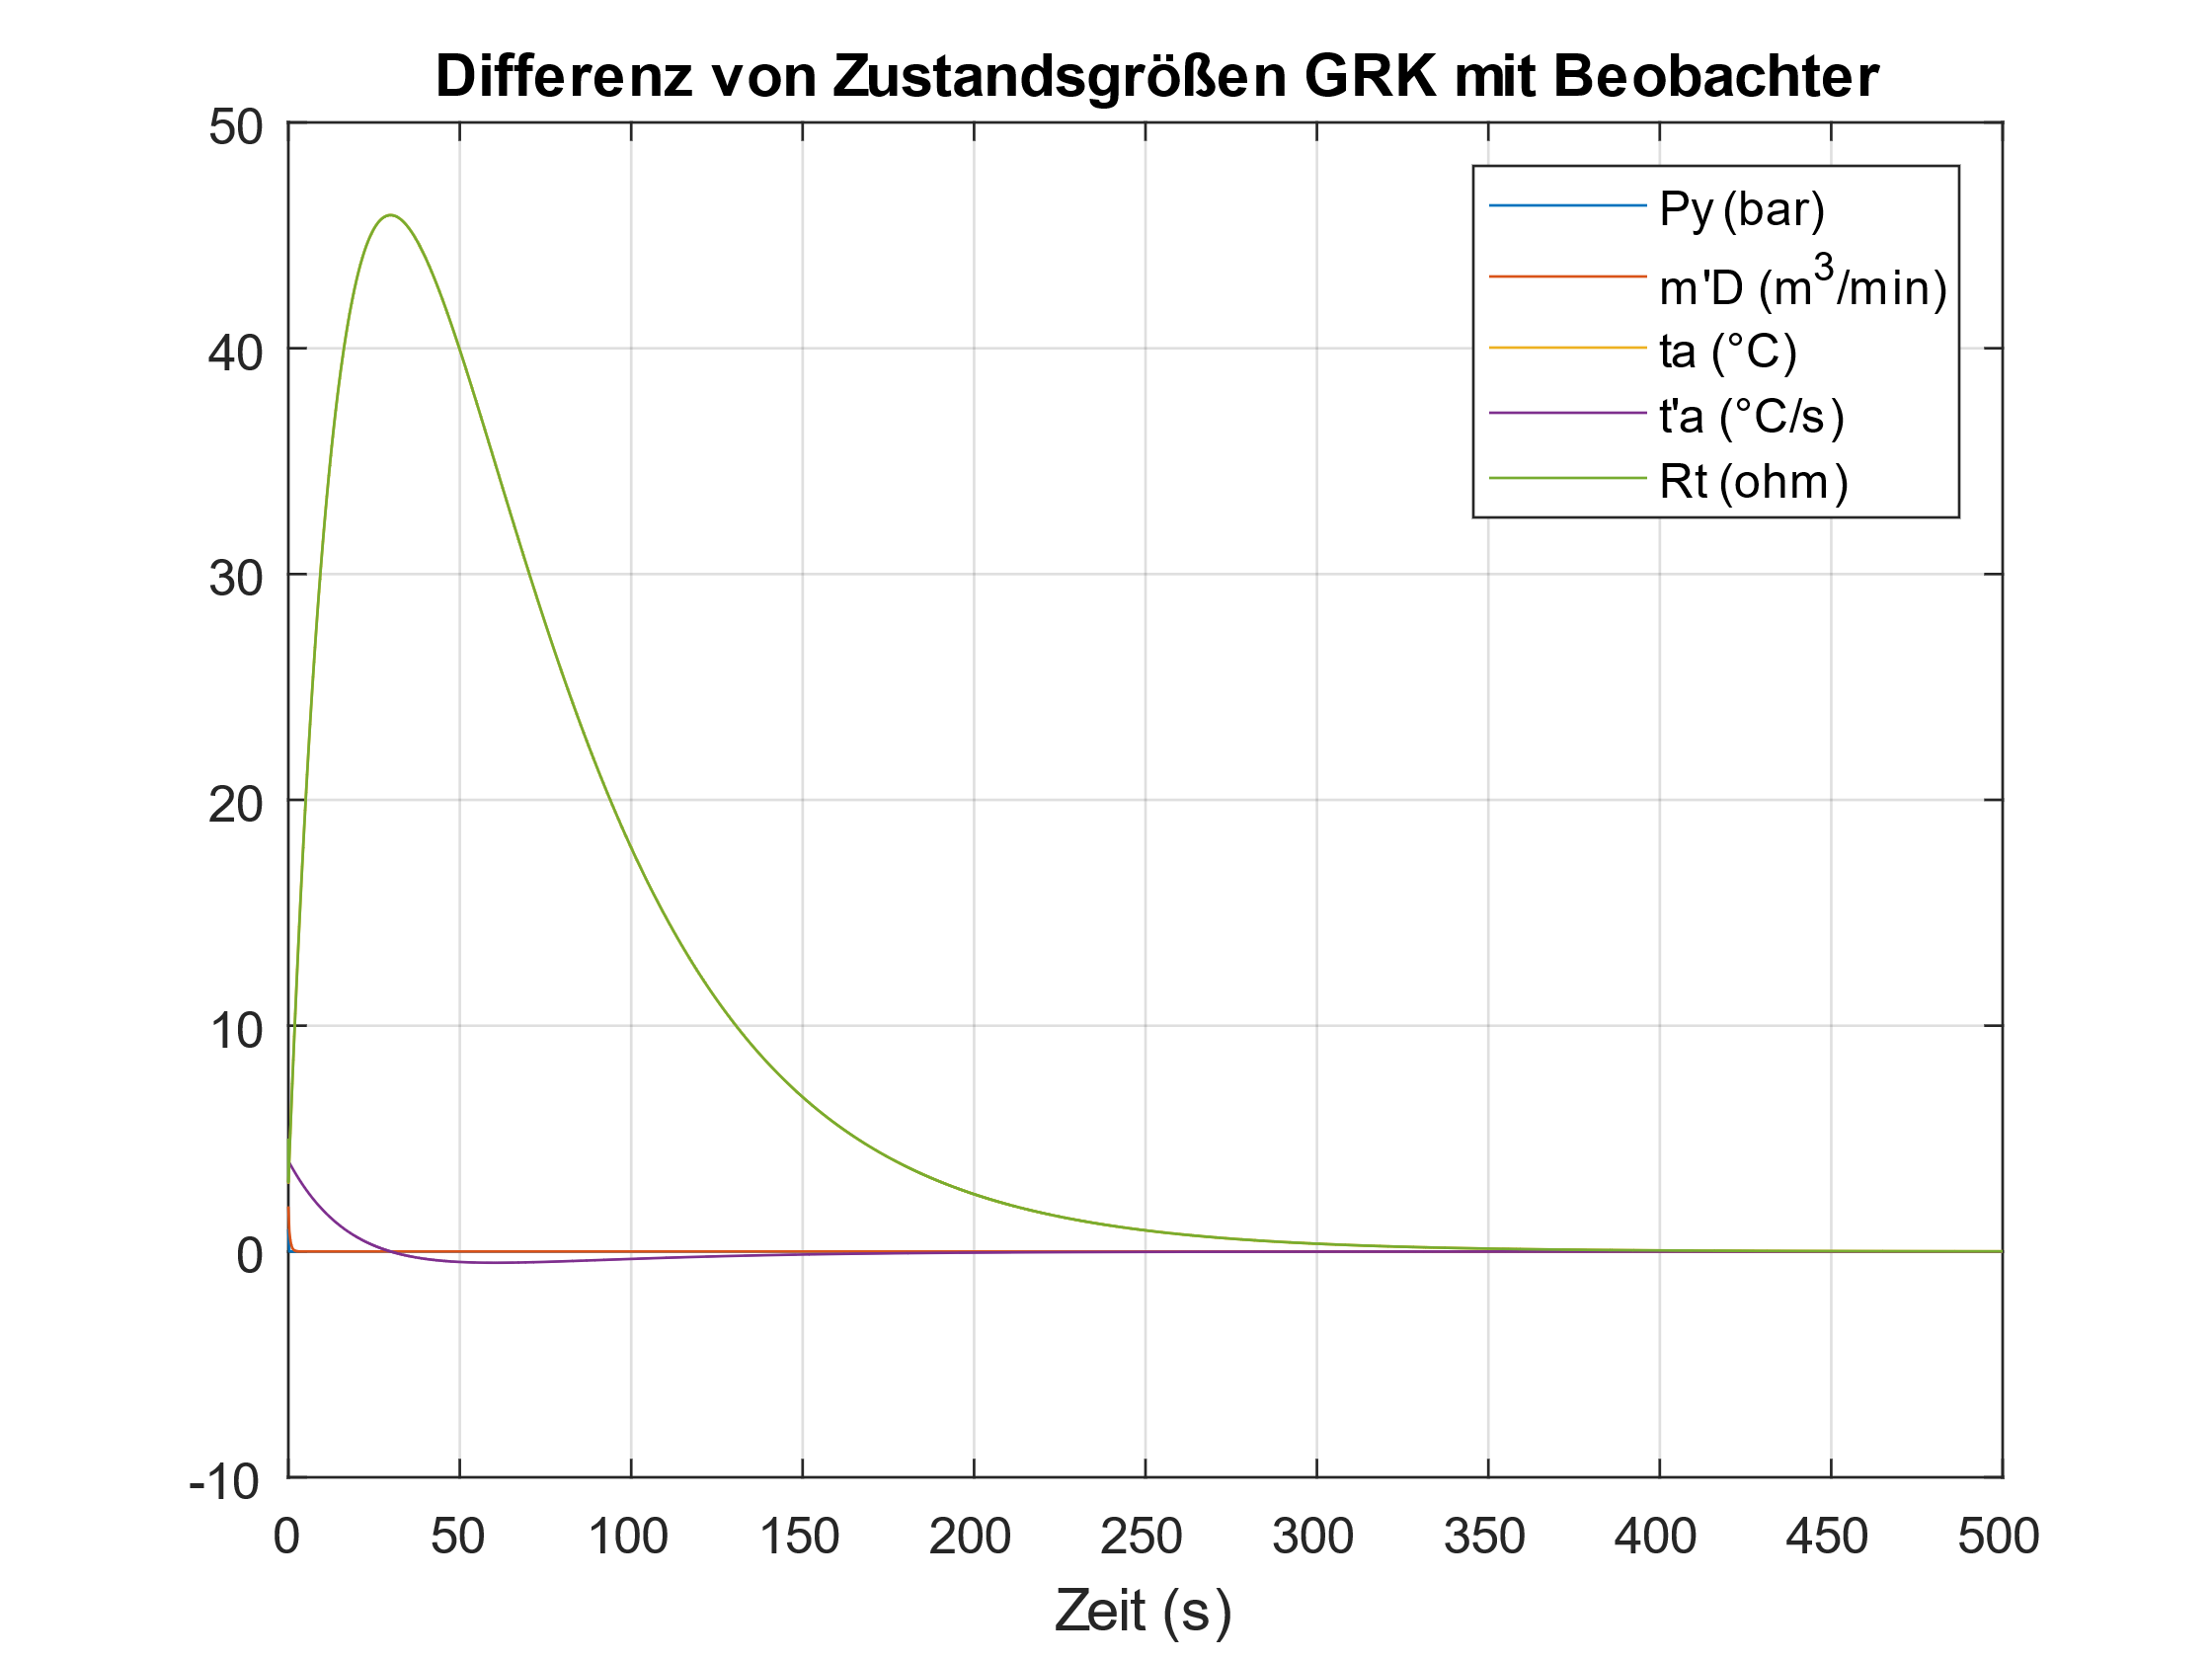 Differenz von Zustandsgrößen GRK mit Beobachter
50
40
30
20
10
0
-10
Py (bar)
m'D (m³/min)
ta (°C)
t'a (°C/s)
Rt (ohm)
0 50 100 150 200 250 300 350 400 450 500
Zeit (s)